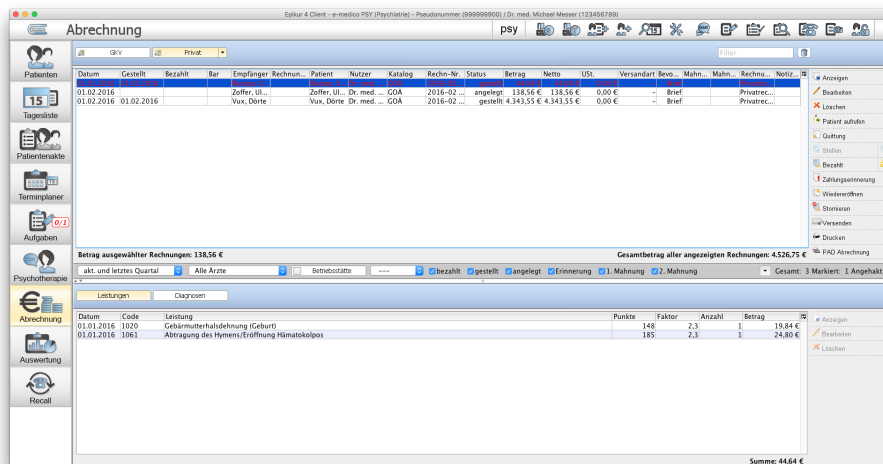 Epikur 4 Client - e-medico PSY (Psychiatrie) - Pseudonummer (999999900) / Dr. med. Michael Messer (123456789)
Abrechnung
psy
GKV
Privat
Filter
Patienten
15
Tagesliste
Patientenakte
Terminplaner
0/1
Aufgaben
Psychotherapie
Abrechnung
Auswertung
Recall
Datum Gestellt Bezahlt Bar Empfänger Rechnun... Patient Nutzer Katalog Rechn-Nr. Status Betrag Netto USt. Versandart Bevo... Mahn... Mahn... Rechnu... Notiz...
01.02.2016 Zoffer, Ul... Zoffer, Ul... Dr. med. ... GOÄ 2016-02 ... angelegt 138,56 € 138,56 € 0,00 € - Brief Privatrec...
01.02.2016 01.02.2016 Vux, Dörte Vux, Dörte Dr. med. ... GOÄ 2016-02 ... gestellt 4.343,55 € 4.343,55 € 0,00 € - Brief Privatrec...
Anzeigen
Bearbeiten
Löschen
Patient aufrufen
Quittung
Stellen
Bezahlt
Zahlungserinnerung
Wiedereröffnen
Stornieren
Versenden
Drucken
PAD Abrechnung
Betrag ausgewählter Rechnungen: 138,56 € Gesamtbetrag aller angezeigten Rechnungen: 4.526,75 €
akt. und letztes Quartal Alle Ärzte Betriebsstätte --- bezahlt gestellt angelegt Erinnerung 1. Mahnung 2. Mahnung Gesamt: 3 Markiert: 1 Angehakt
Leistungen Diagnosen
Datum Code Leistung Punkte Faktor Anzahl Betrag
01.01.2016 1020 Gebärmutterhalsdehnung (Geburt) 148 2,3 1 19,84 €
01.01.2016 1061 Abtragung des Hymens/Eröffnung Hämatokolpos 185 2,3 1 24,80 €
Anzeigen
Bearbeiten
Löschen
Summe: 44,64 €